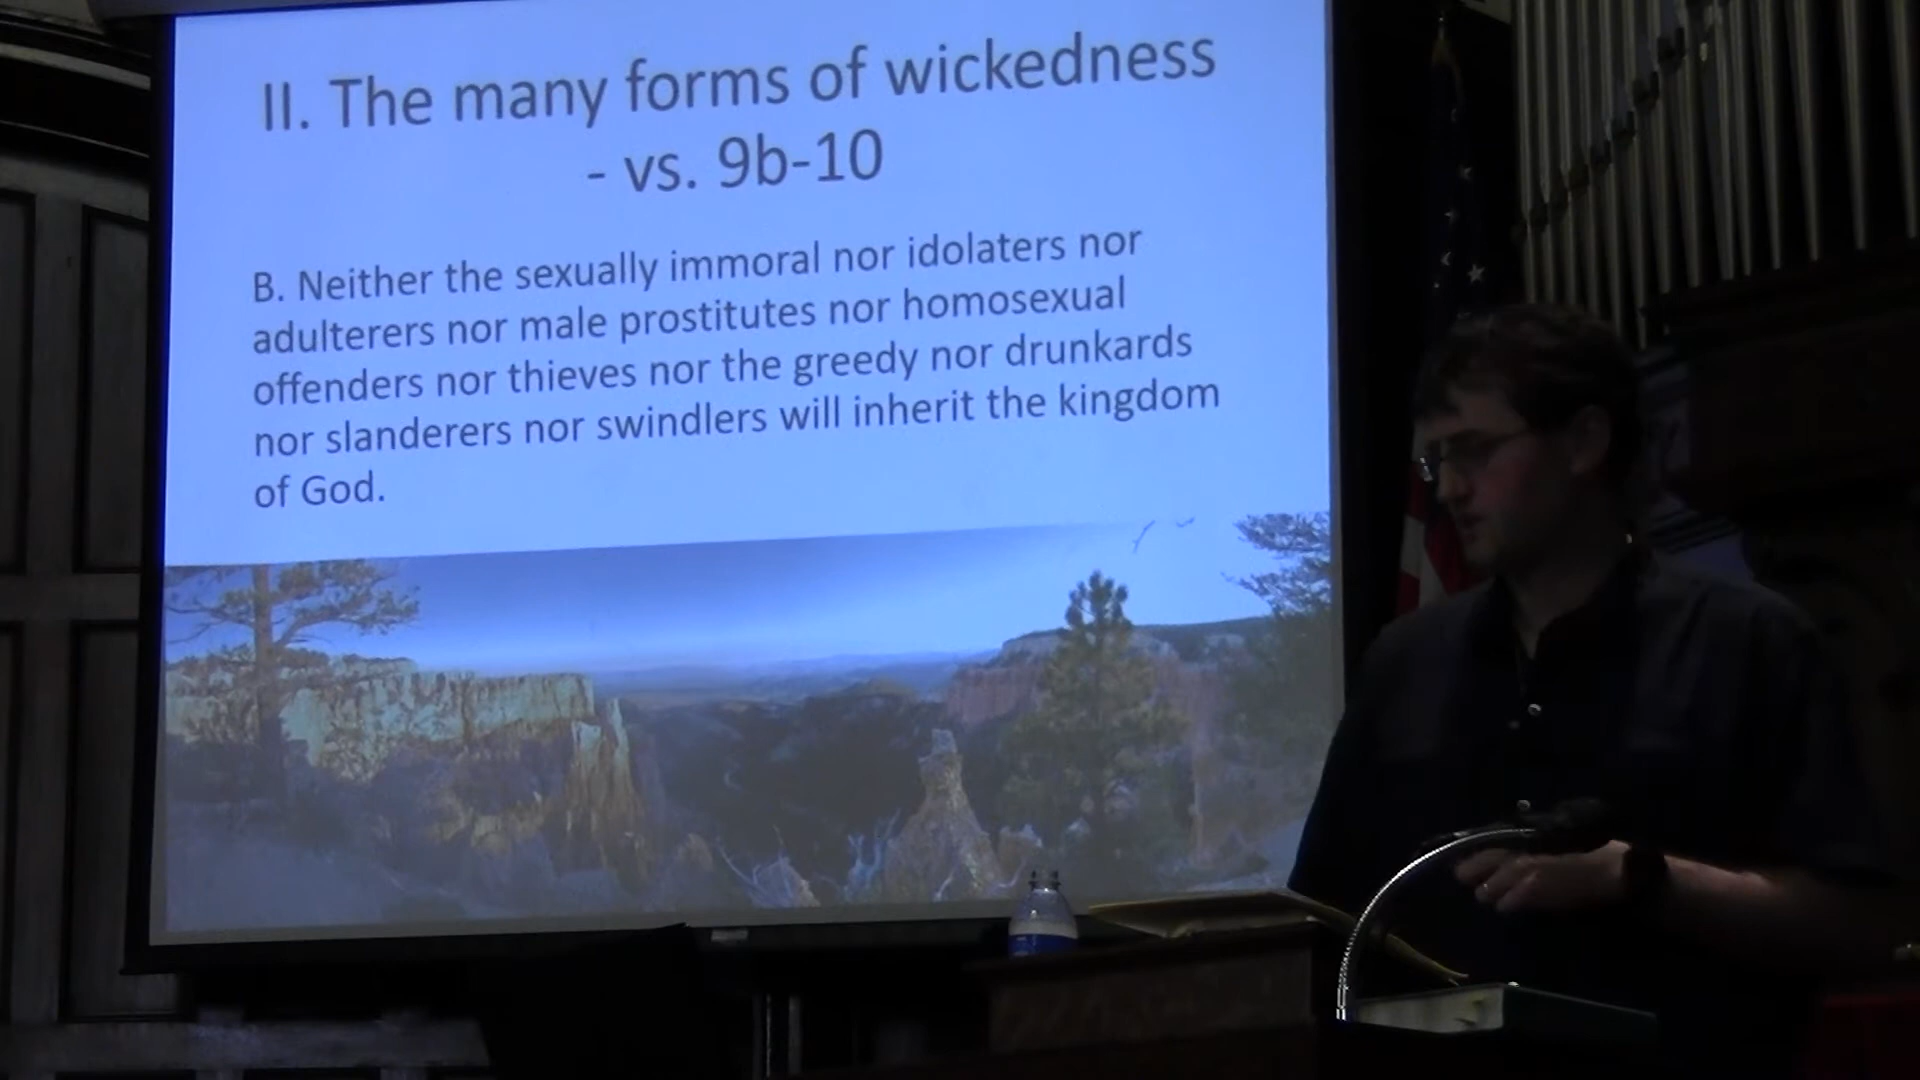 II. The many forms of wickedness
- vs. 9b-10
B. Neither the sexually immoral nor idolaters nor
adulterers nor male prostitutes nor homosexual
offenders nor thieves nor the greedy nor drunkards
nor slanderers nor swindlers will inherit the kingdom
of God.